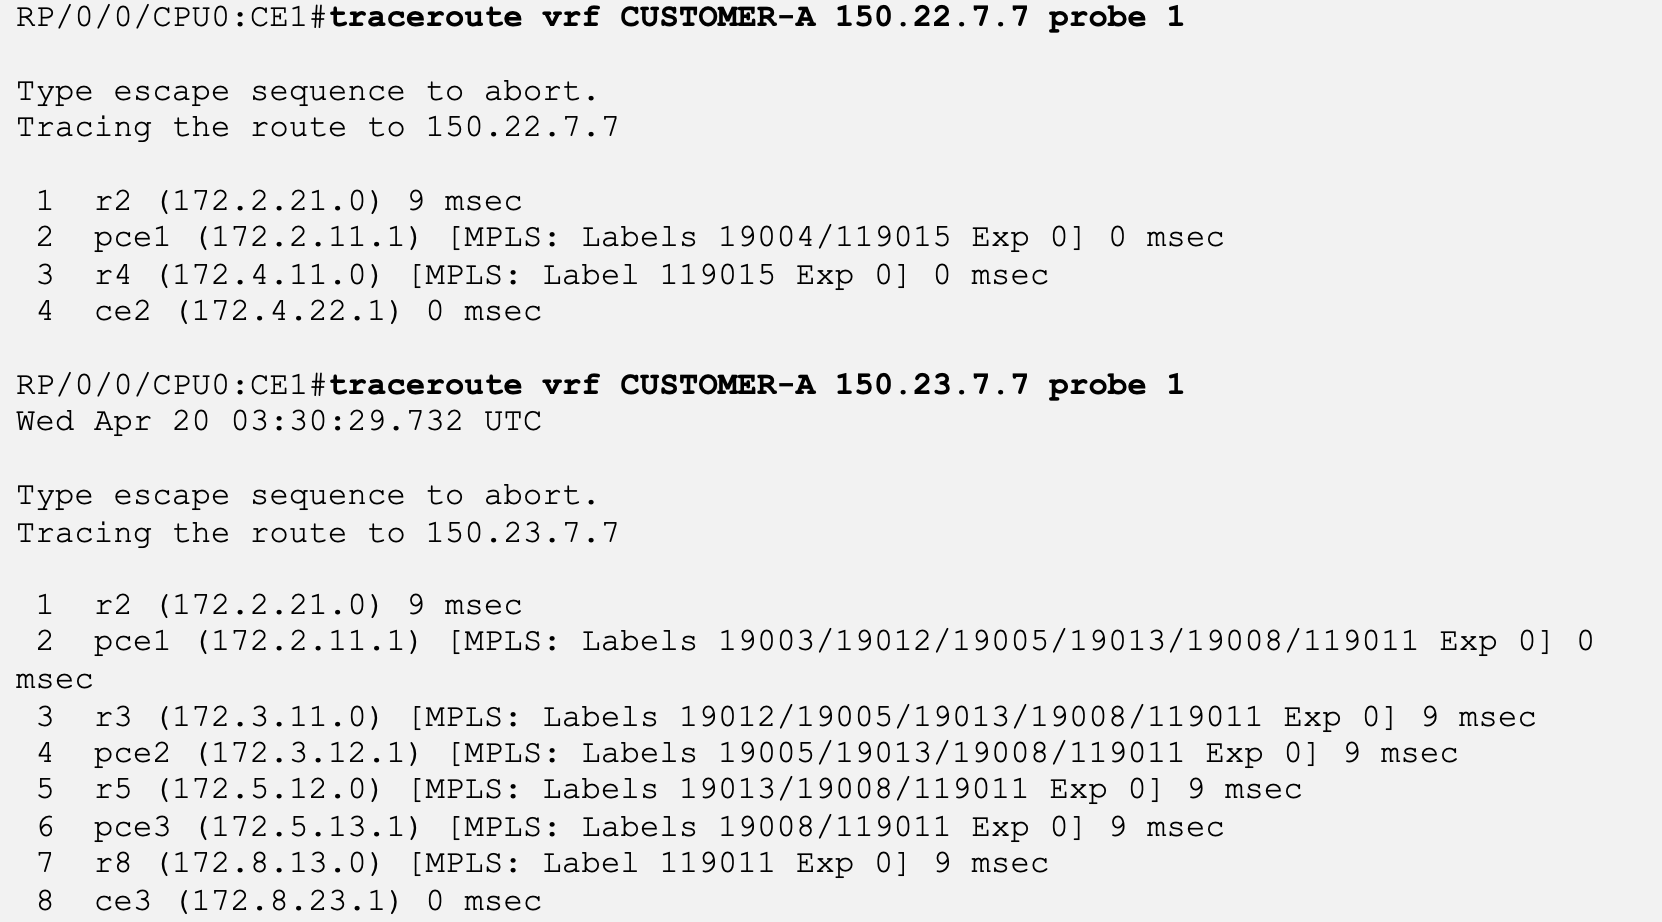 RP/0/0/CPU0:CE1#traceroute vrf CUSTOMER-A 150.22.7.7 probe 1
Type escape sequence to abort.
Tracing the route to 150.22.7.7
1 r2 (172.2.21.0) 9 msec
2 pce1 (172.2.11.1) [MPLS: Labels 19004/119015 Exp 0] 0 msec
3 r4 (172.4.11.0) [MPLS: Label 119015 Exp 0] 0 msec
4 ce2 (172.4.22.1) 0 msec
RP/0/0/CPU0:CE1#traceroute vrf CUSTOMER-A 150.23.7.7 probe 1
Wed Apr 20 03:30:29.732 UTC
Type escape sequence to abort.
Tracing the route to 150.23.7.7
1 r2 (172.2.21.0) 9 msec
2 pce1 (172.2.11.1) [MPLS: Labels 19003/19012/19005/19013/19008/119011 Exp 0] 0
msec
3 r3 (172.3.11.0) [MPLS: Labels 19012/19005/19013/19008/119011 Exp 0] 9 msec
4 pce2 (172.3.12.1) [MPLS: Labels 19005/19013/19008/119011 Exp 0] 9 msec
5 r5 (172.5.12.0) [MPLS: Labels 19013/19008/119011 Exp 0] 9 msec
6 pce3 (172.5.13.1) [MPLS: Labels 19008/119011 Exp 0] 9 msec
7 r8 (172.8.13.0) [MPLS: Label 119011 Exp 0] 9 msec
8 ce3 (172.8.23.1) 0 msec